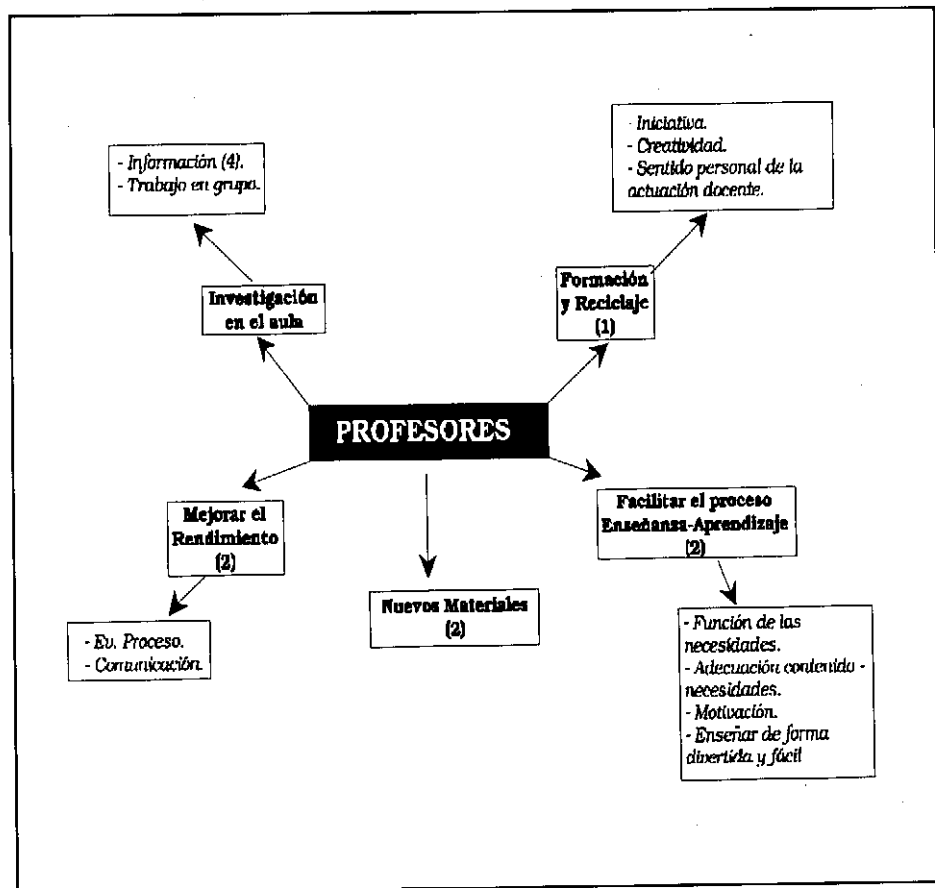 - Iniciativa.
- Creatividad.
- Sentido personal de la
actuación docente.
- Información (4).
- Trabajo en grupo.
Formación
y Reciclaje
(1)
Investigación
en el aula
PROFESORES
Mejorar el
Rendimiento
(2)
Nuevos Materiales
(2)
Facilitar el proceso
Enseñanza-Aprendizaje
(2)
- Ev. Proceso.
- Comunicación.
- Función de las
necesidades.
- Adecuación contenido -
necesidades.
- Motivación.
- Enseñar de forma
divertida y fácil